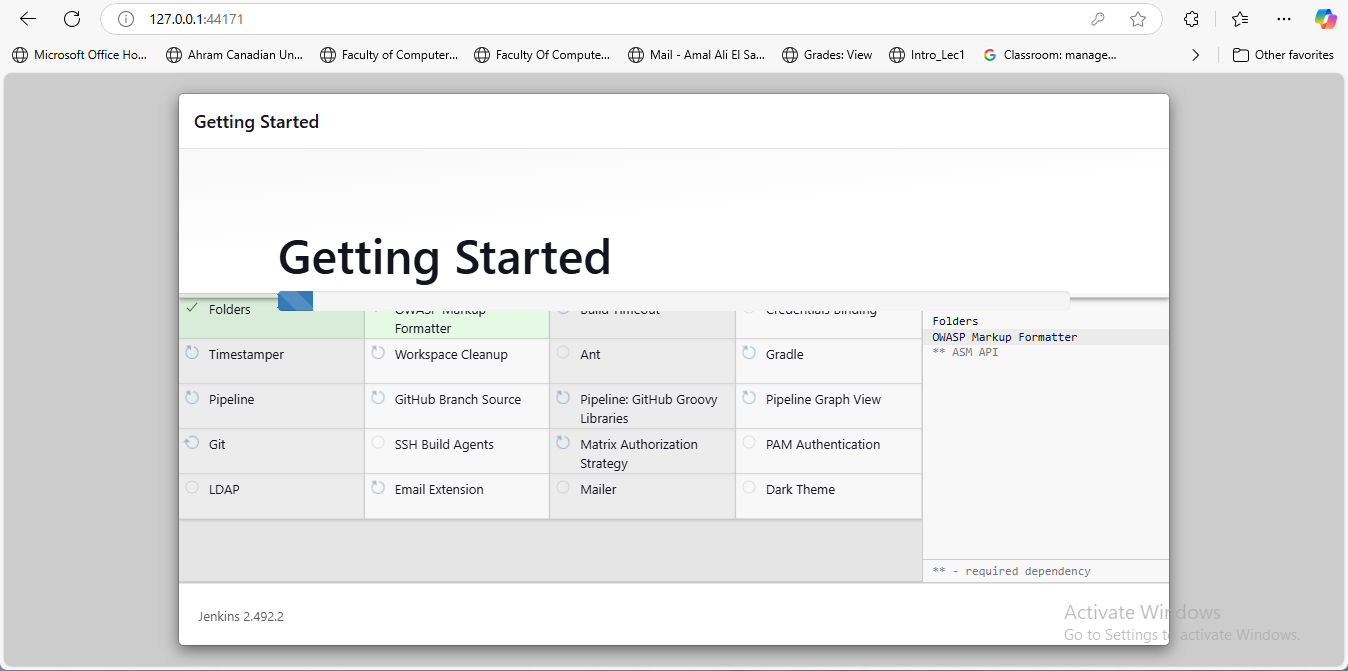 127.0.0.1:44171
Microsoft Office Ho... Ahram Canadian Un... Faculty of Computer... Faculty Of Compute... Mail - Amal Ali El Sa... Grades: View Intro_Lec1 Classroom: manage... Other favorites
Getting Started
Getting Started
Folders
OWASP Markup
Formatter
Build Timeout
Credentials Binding
Timestamper
Workspace Cleanup
Ant
Gradle
Pipeline
GitHub Branch Source
Pipeline: GitHub Groovy
Libraries
Pipeline Graph View
Git
SSH Build Agents
Matrix Authorization
Strategy
PAM Authentication
LDAP
Email Extension
Mailer
Dark Theme
Folders
OWASP Markup Formatter
** ASM API
** - required dependency
Jenkins 2.492.2
Activate Windows
Go to Settings to activate Windows.